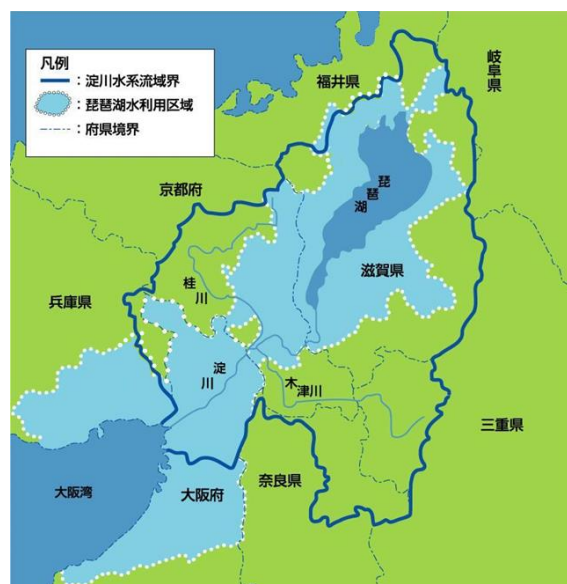 凡例
：淀川水系流域界
：琵琶湖水利用区域
：府県境界
福井県
岐阜県
京都府
琵琶湖
滋賀県
兵庫県
桂川
淀川
木津川
三重県
大阪湾
大阪府
奈良県